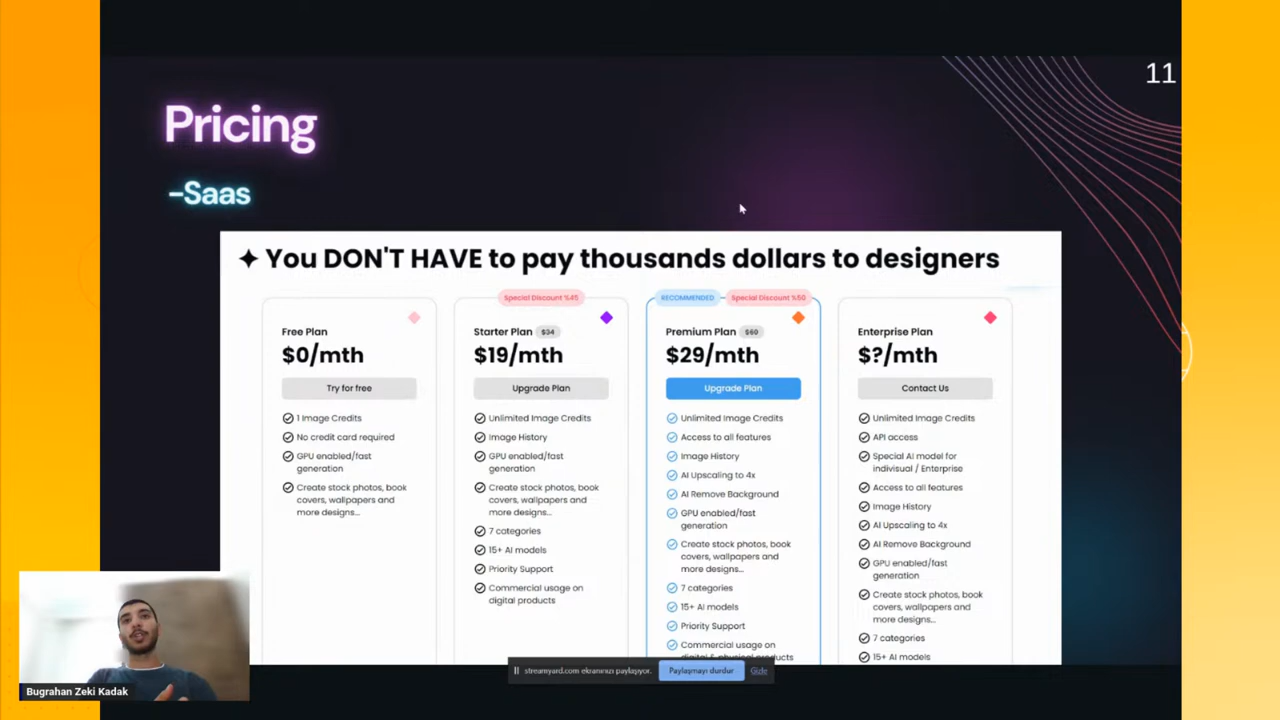 11
Pricing
-Saas
✦ You DON'T HAVE to pay thousands dollars to designers
Free Plan
$0/mth
Try for free
1 Image Credits
No credit card required
GPU enabled/fast
generation
Create stock photos, book
covers, wallpapers and
more designs...
Special Discount %45
Starter Plan $34
$19/mth
Upgrade Plan
Unlimited Image Credits
Image History
GPU enabled/fast
generation
Create stock photos, book
covers, wallpapers and
more designs...
7 categories
15+ AI models
Priority Support
Commercial usage on
digital products
RECOMMENDED Special Discount %50
Premium Plan $60
$29/mth
Upgrade Plan
Unlimited Image Credits
Access to all features
Image History
AI Upscaling to 4x
AI Remove Background
GPU enabled/fast
generation
Create stock photos, book
covers, wallpapers and
more designs...
7 categories
15+ AI models
Priority Support
Commercial usage on
digital & physical products
Enterprise Plan
$?/mth
Contact Us
Unlimited Image Credits
API access
Special AI model for
indivisual / Enterprise
Access to all features
Image History
AI Upscaling to 4x
AI Remove Background
GPU enabled/fast
generation
Create stock photos, book
covers, wallpapers and
more designs...
7 categories
15+ AI models
streamyard.com ekranınızı paylaşıyor. Paylaşmayı durdur Gizle
Bugrahan Zeki Kadak